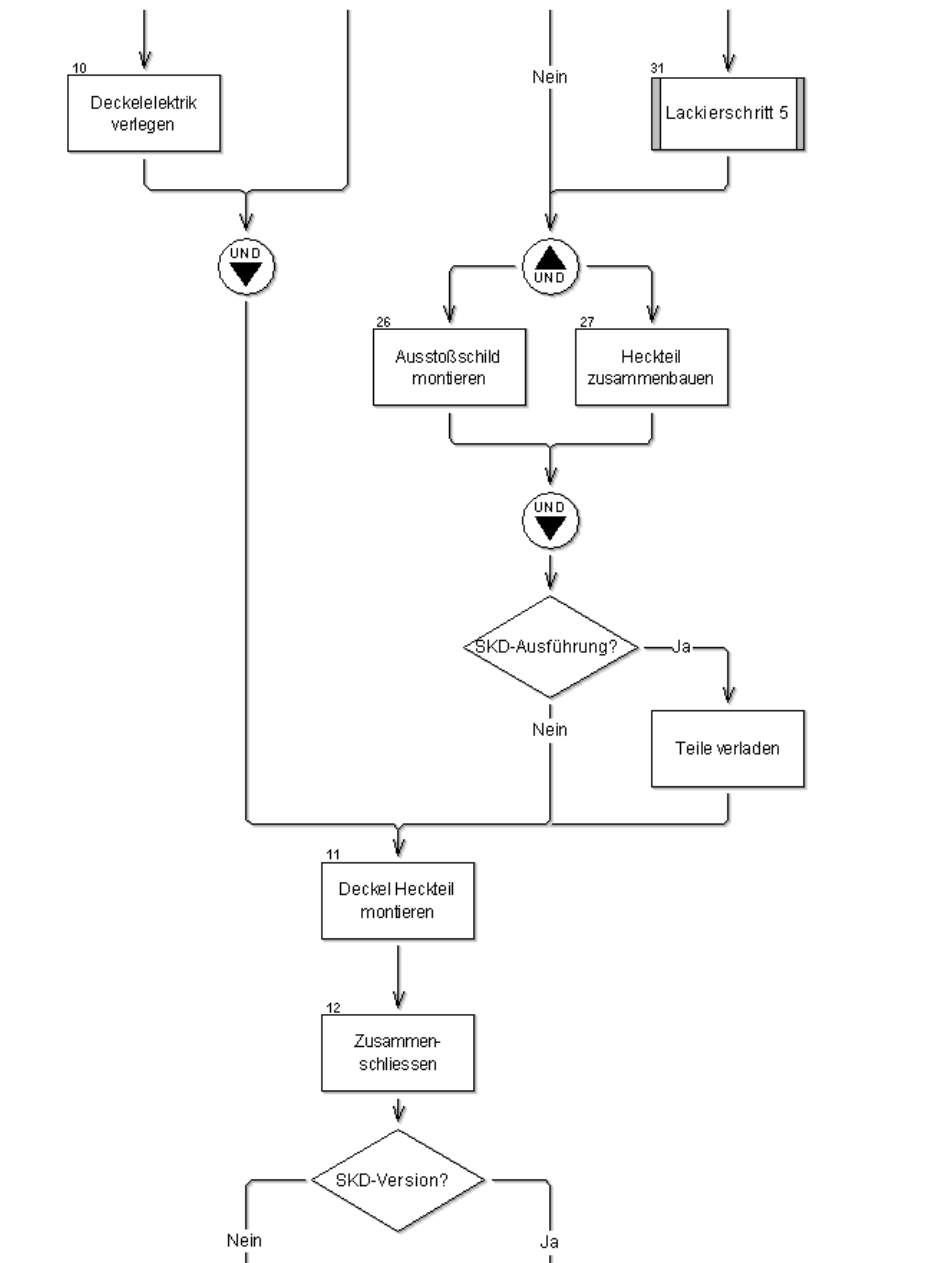 10
Deckelelektrik
verlegen
Nein
31
Lackierschritt 5
UND
UND
26
Ausstoßschild
montieren
27
Heckteil
zusammenbauen
UND
SKD-Ausführung?
Ja
Nein
Teile verladen
11
Deckel Heckteil
montieren
12
Zusammen-
schliessen
SKD-Version?
Nein
Ja